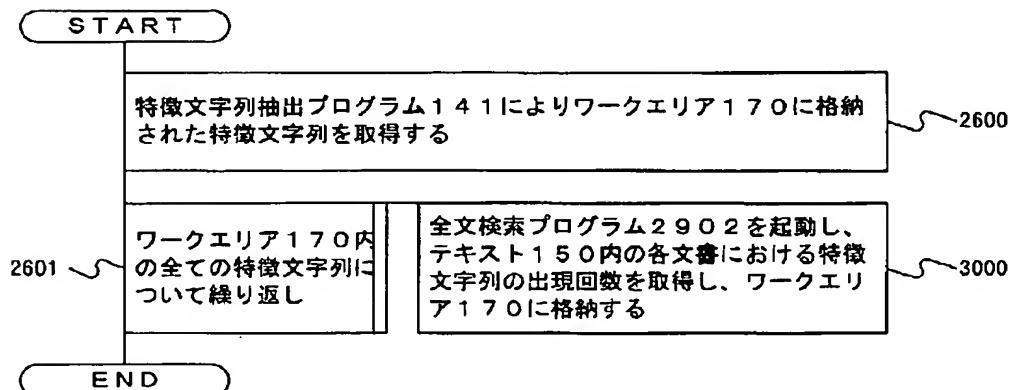 START
特徴文字列抽出プログラム141によりワークエリア170に格納
された特徴文字列を取得する
2600
2601
ワークエリア170内
の全ての特徴文字列に
ついて繰り返し
全文検索プログラム2902を起動し、
テキスト150内の各文書における特徴
文字列の出現回数を取得し、ワークエリ
ア170に格納する
3000
END